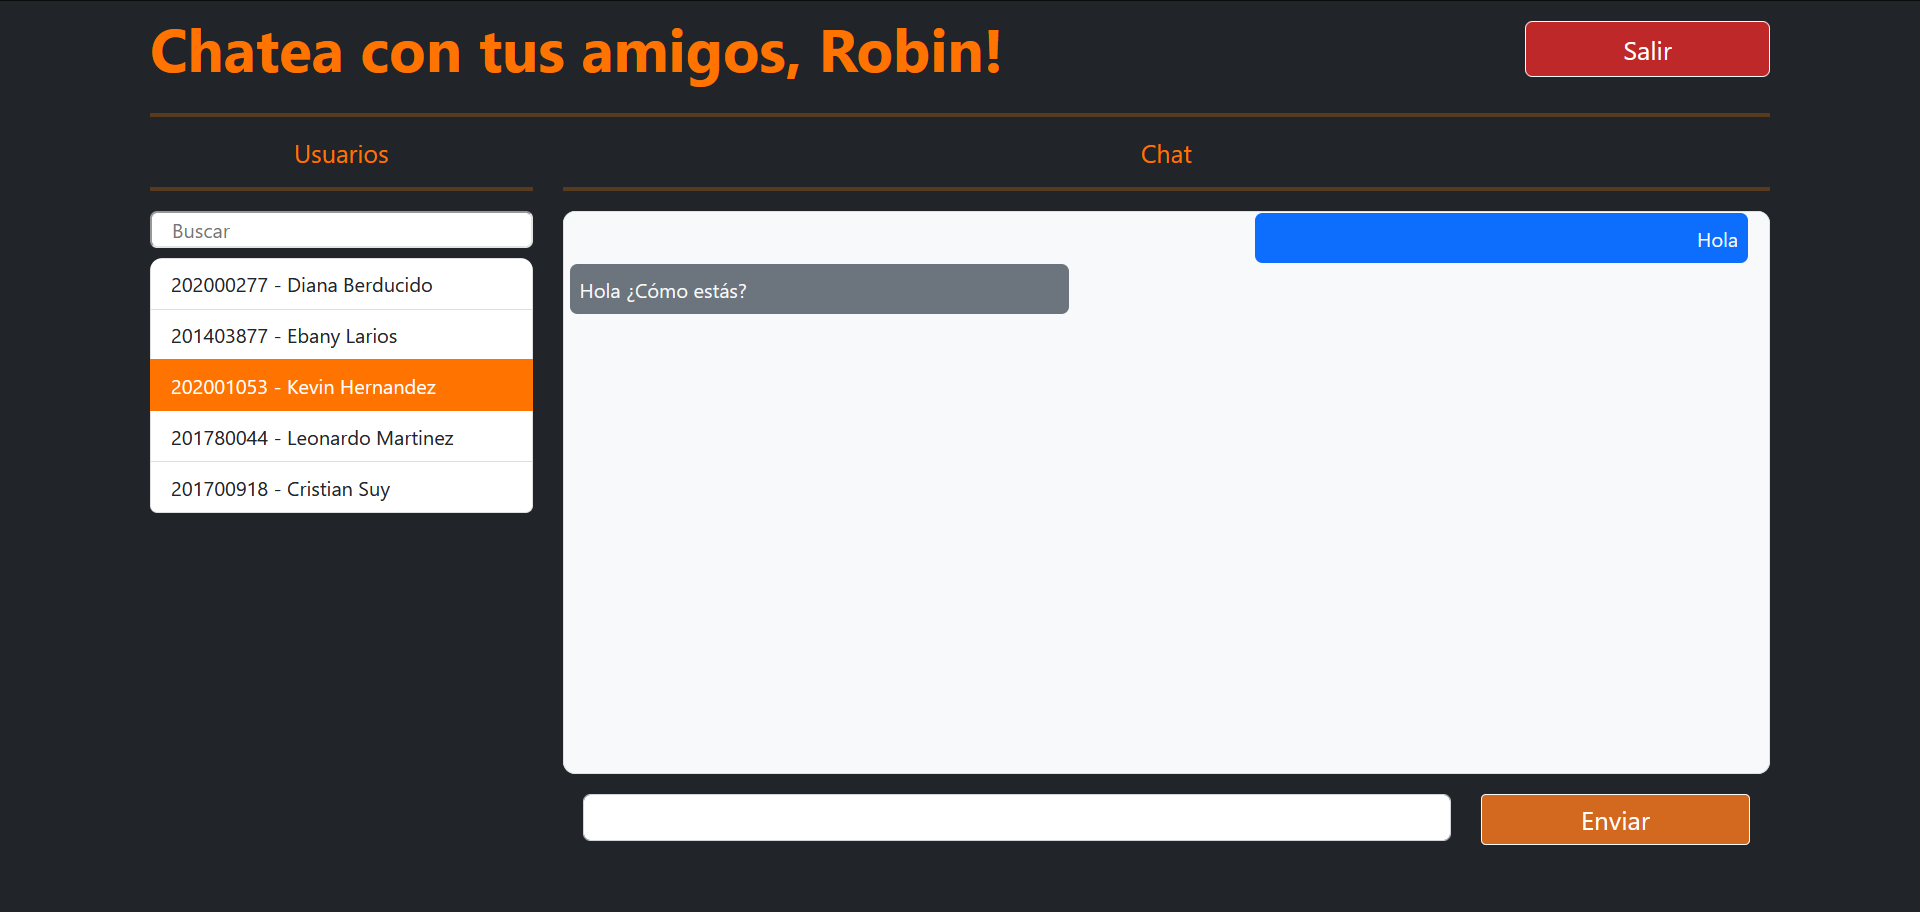 Chatea con tus amigos, Robin!
Salir
Usuarios
Chat
Buscar
202000277 - Diana Berducido
201403877 - Ebany Larios
202001053 - Kevin Hernandez
201780044 - Leonardo Martinez
201700918 - Cristian Suy
Hola
Hola ¿Cómo estás?
Enviar